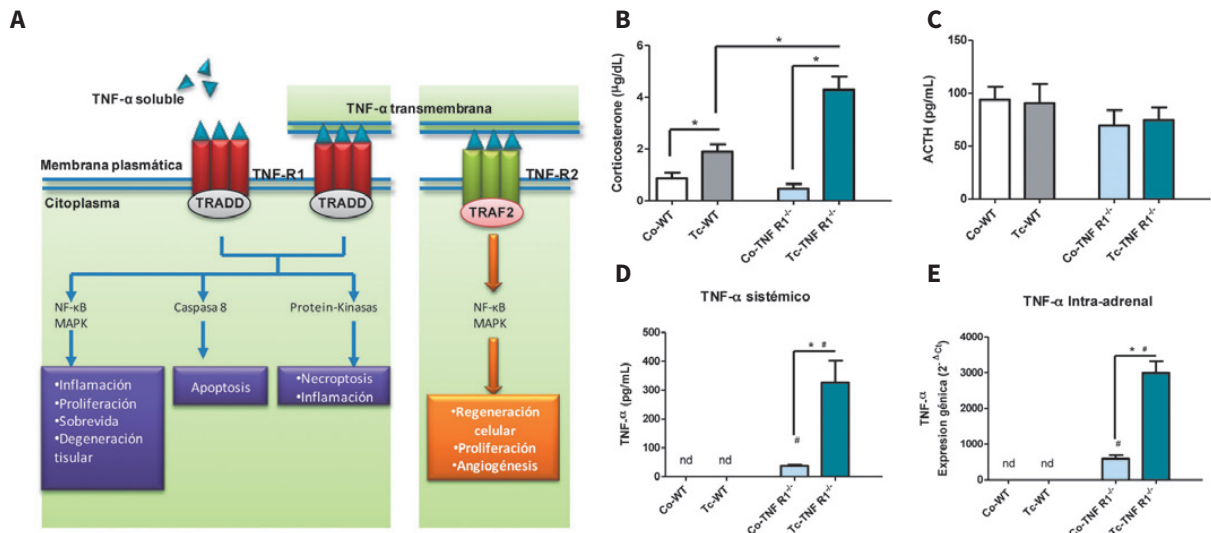 A
TNF-α soluble
TNF-α transmembrana
Membrana plasmática
TNF-R1
TNF-R2
Citoplasma
TRADD
TRADD
TRAF2
NF-κB
MAPK
Caspasa 8
Protein-Kinasas
NF-κB
MAPK
•Inflamación
•Proliferación
•Sobrevida
•Degeneración
tisular
Apoptosis
•Necroptosis
•Inflamación
•Regeneración
celular
•Proliferación
•Angiogénesis
B
Corticosterone (µg/dL)
6
4
2
0
*
*
*
Co-WT
Tc-WT
Co-TNF R1-/-
Tc-TNF R1-/-
C
ACTH (pg/mL)
150
100
50
0
Co-WT
Tc-WT
Co-TNF R1-/-
Tc-TNF R1-/-
D
TNF-α sistémico
TNF-α (pg/mL)
500
400
300
200
100
0
nd
nd
#
* #
Co-WT
Tc-WT
Co-TNF R1-/-
Tc-TNF R1-/-
E
TNF-α Intra-adrenal
TNF-α
Expresion génica (2-ΔCt)
4000
3000
2000
1000
0
nd
nd
#
* #
Co-WT
Tc-WT
Co-TNF R1-/-
Tc-TNF R1-/-